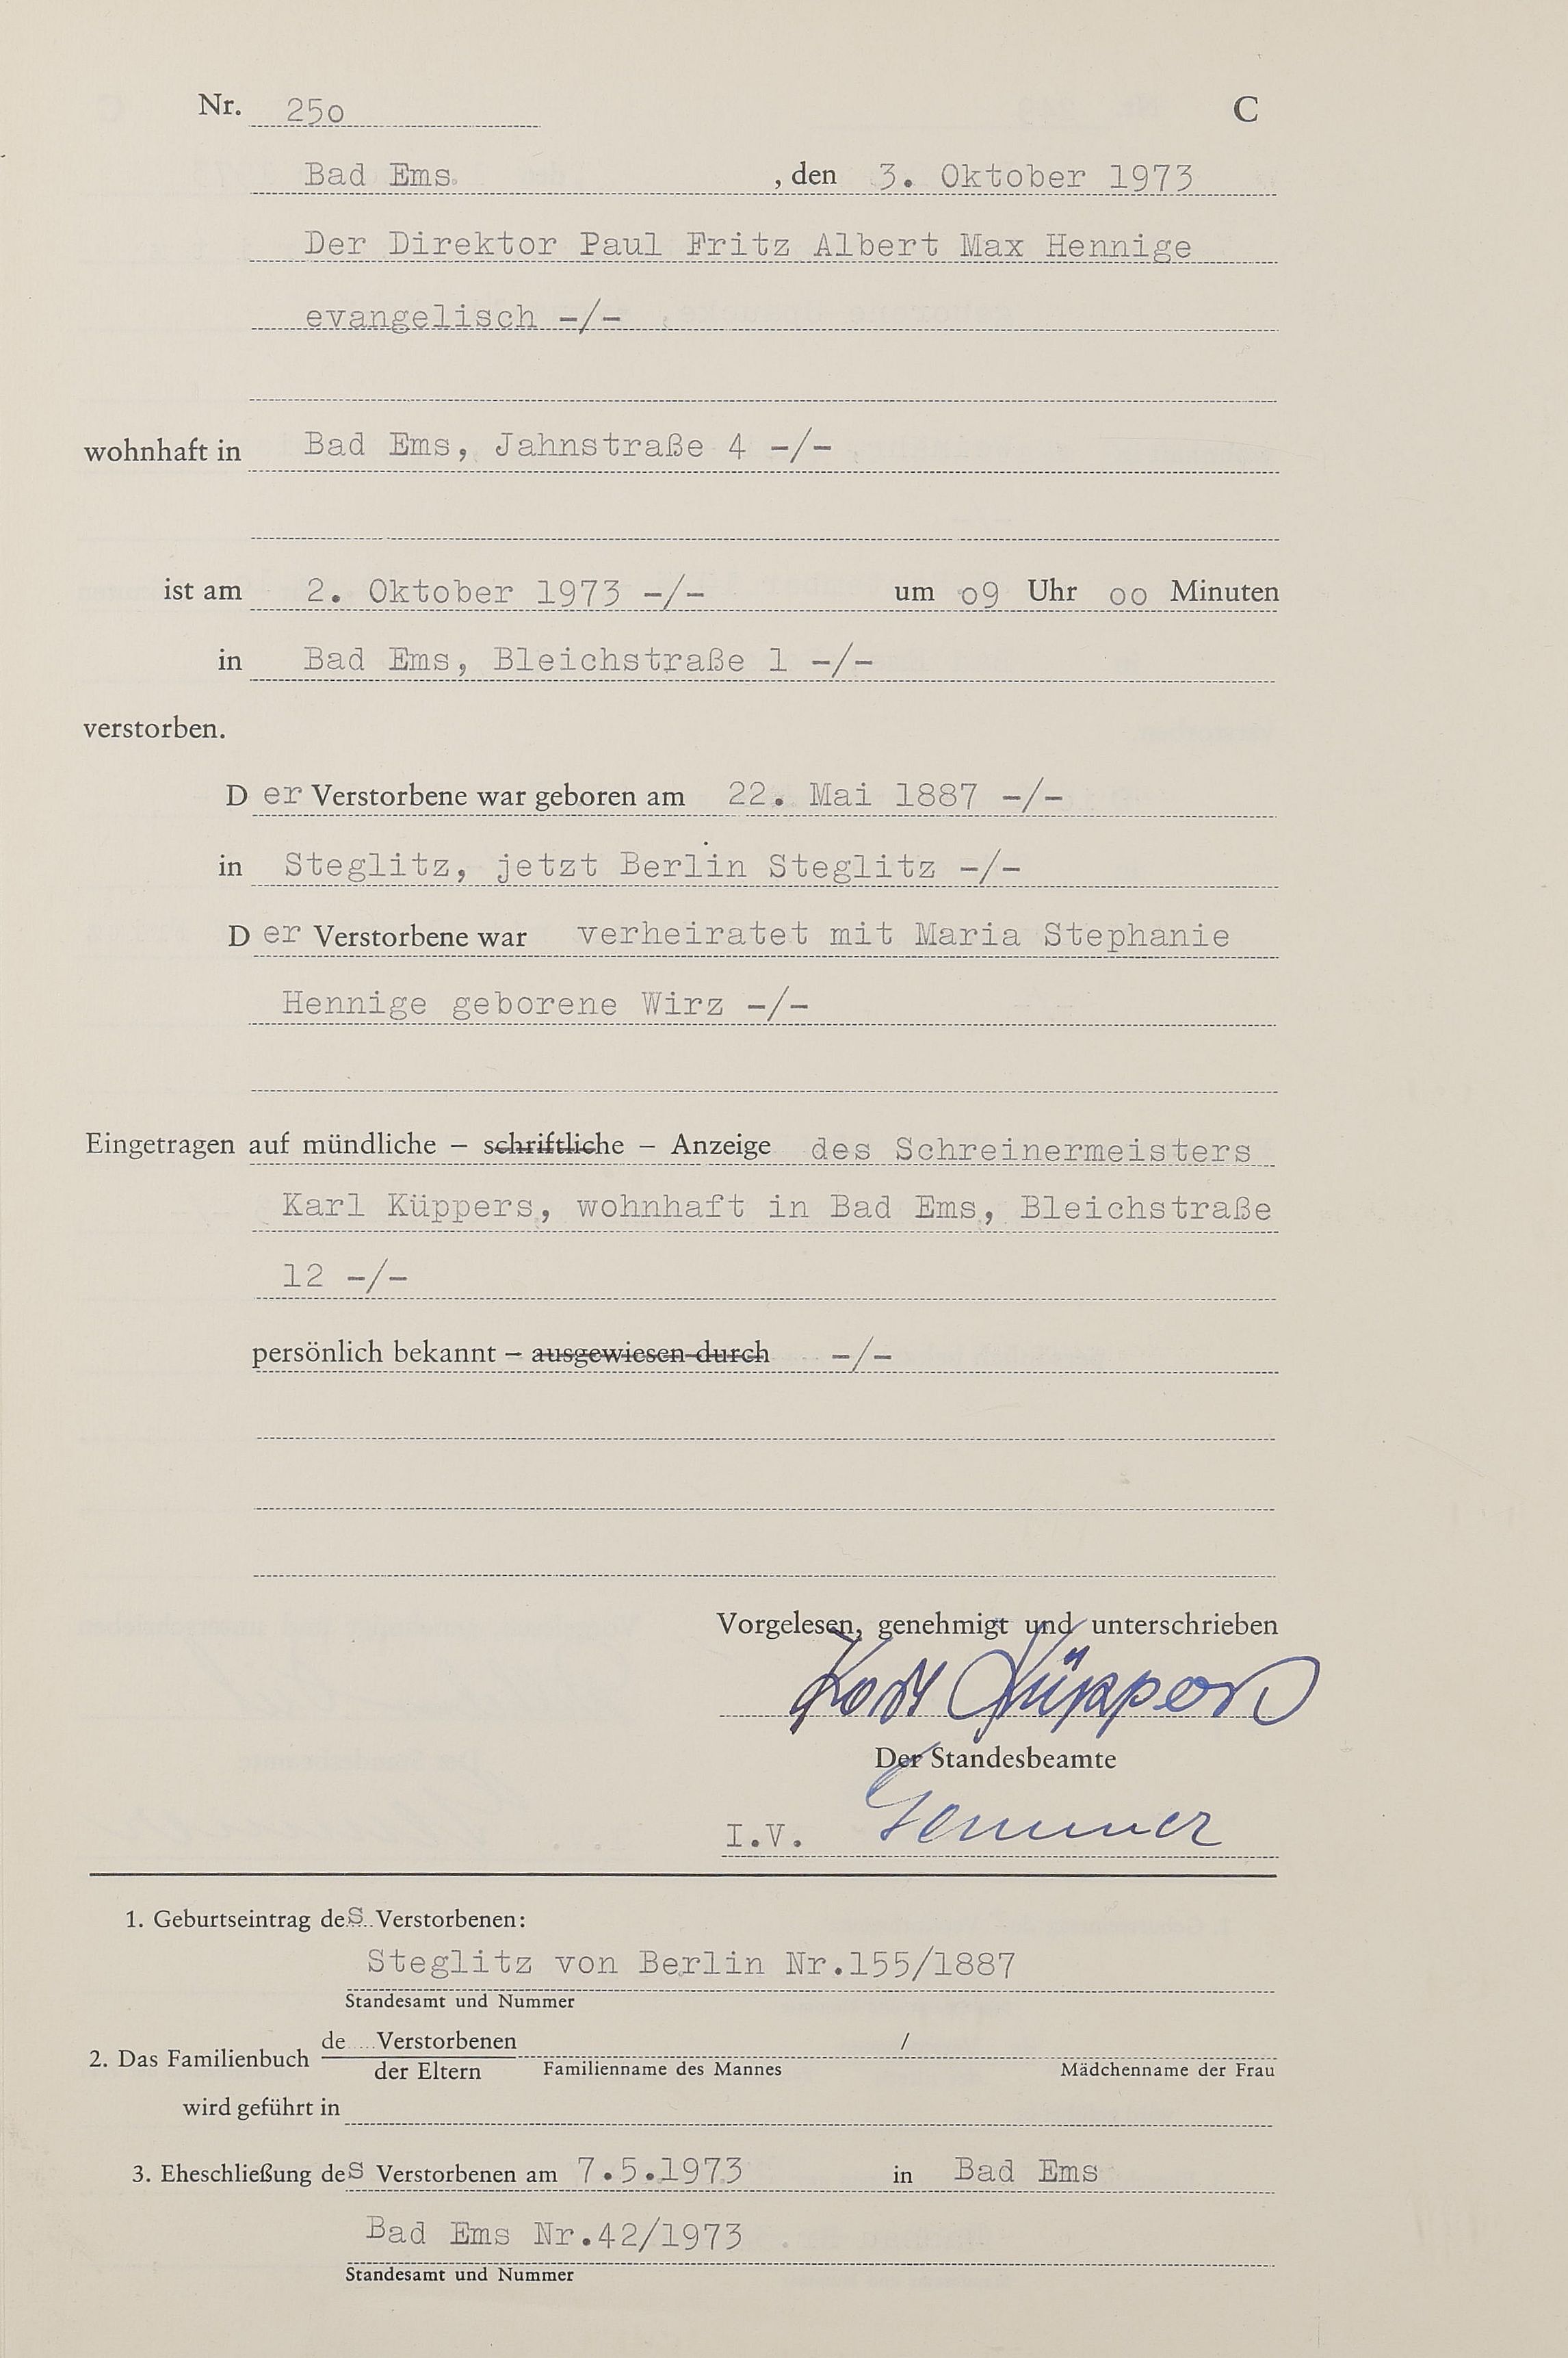 Nr. 25o C
Bad Ems , den 3. Oktober 1973
Der Direktor Paul Fritz Albert Max Hennige
evangelisch -/-
wohnhaft in Bad Ems, Jahnstraße 4 -/-
ist am 2. Oktober 1973 -/- um o9 Uhr oo Minuten
in Bad Ems, Bleichstraße 1 -/-
verstorben.
D er Verstorbene war geboren am 22. Mai 1887 -/-
in Steglitz, jetzt Berlin Steglitz -/-
D er Verstorbene war verheiratet mit Maria Stephanie
Hennige geborene Wirz -/-
Eingetragen auf mündliche – schriftliche – Anzeige des Schreinermeisters
Karl Küppers, wohnhaft in Bad Ems, Bleichstraße
12 -/-
persönlich bekannt – ausgewiesen durch -/-
Vorgelesen, genehmigt und unterschrieben
Karl Küppers
Der Standesbeamte
I.V.
1. Geburtseintrag des Verstorbenen:
Steglitz von Berlin Nr.155/1887
Standesamt und Nummer
de Verstorbenen /
2. Das Familienbuch der Eltern Familienname des Mannes Mädchenname der Frau
wird geführt in
3. Eheschließung des Verstorbenen am 7.5.1973 in Bad Ems
Bad Ems Nr.42/1973
Standesamt und Nummer